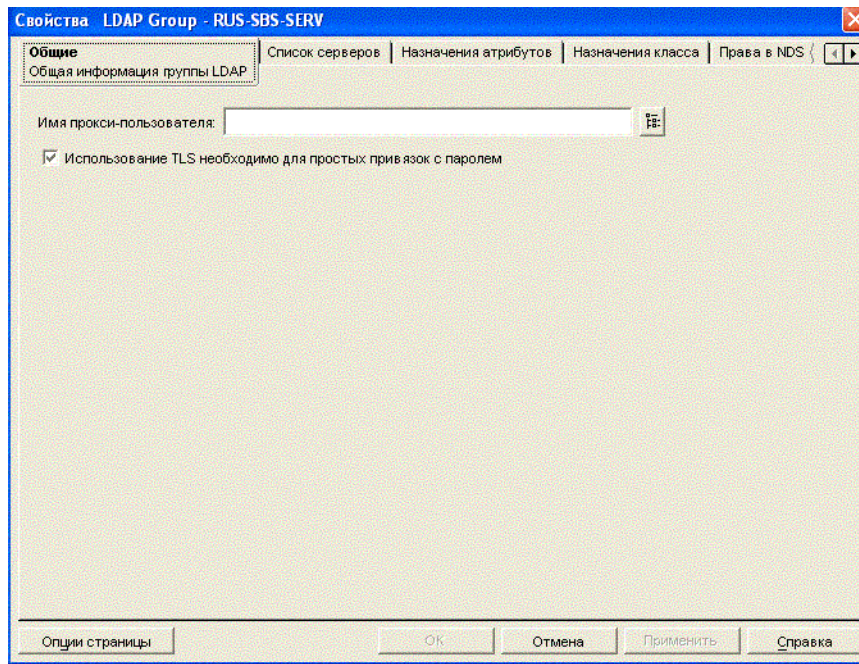 Свойства LDAP Group - RUS-SBS-SERV
Общие
Общая информация группы LDAP
Список серверов
Назначения атрибутов
Назначения класса
Права в NDS
Имя прокси-пользователя:
Использование TLS необходимо для простых привязок с паролем
Опции страницы
OK
Отмена
Применить
Справка